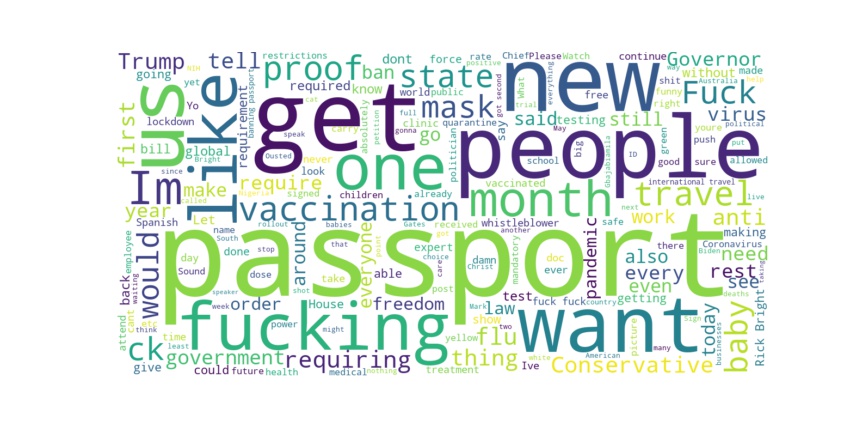 Trump
going
tell
restrictions
dont
force
rate
Chief
Please
Watch
continue
Governor
yet
proof
ban
state
new
without
made
Yo
us
like
required
know
world
public
free
shit
funny
Fuck
lockdown
first
requirement
get
mask
said
testing
still
virus
bill
global
absolutely
clinic
quarantine
say
What
right
political
Bright
speak
Ousted
carry
petition
full
gonna
go
politician
trial
May
big
people
youre
push
put
since
called
Im
never
look
one
school
ID
green
good
sure
allowed
make
require
signed
children
already
vaccinated
month
international travel
travel
live
year
Spanish
Let
vaccination
received
whistleblower
next
safe
work
anti
employee
name
South
rollout
babies
Gates
another
making
back
would
done
stop
that
passport
expert
choice
damn
Christ
mandatory
doc
ever
pandemic
also
there
Coronavirus
Biden
need
day
Sound
dose
around
shot
take
everyone
able
care
post
test
fuck fuck
every
even
getting
rest
see
deaths
order
House
freedom
law
want
country
today
baby
Rick Bright
attend
cant
etc
time
week
speaker
fucking
power
might
Mark
show
two
flu
yellow
Sign
picture
businesses
many
taking
think
least
ck
government
requiring
thing
white
American
Conservative
give
could
future
health
medical
nothing
treatment
Ive